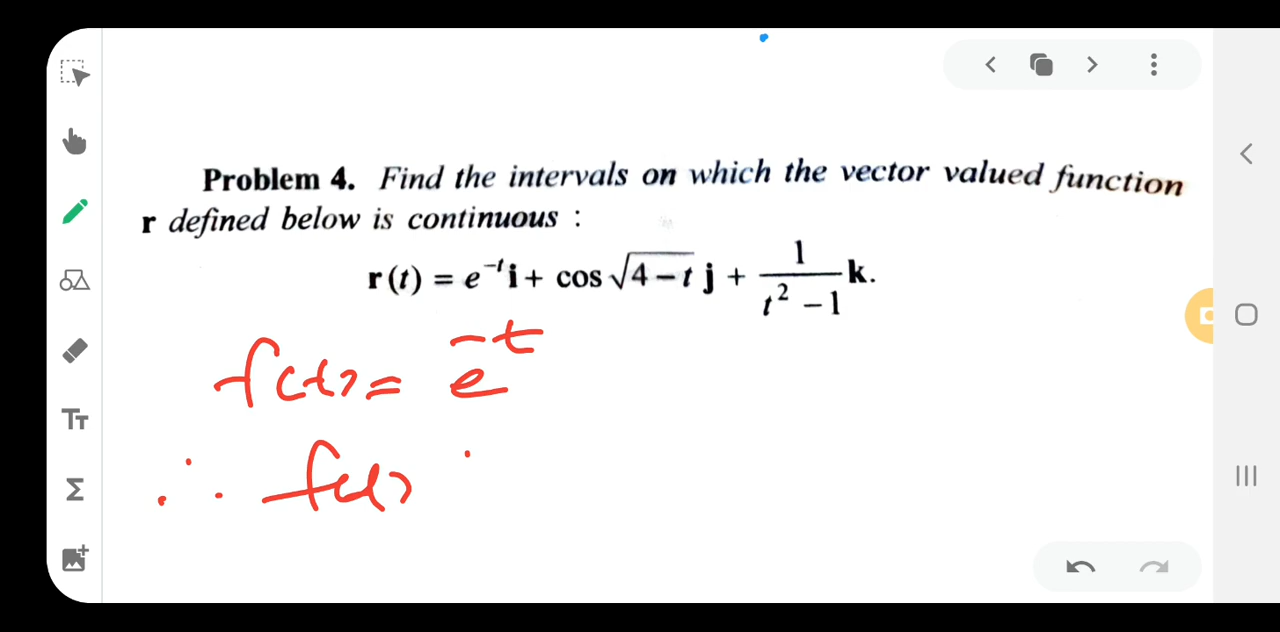 Problem 4. Find the intervals on which the vector valued function
r defined below is continuous :
r(t) = e^{-t}i + cos √(4 – t) j + 1/(t² – 1) k.
f(t) = e^{-t}
∴ f(t)